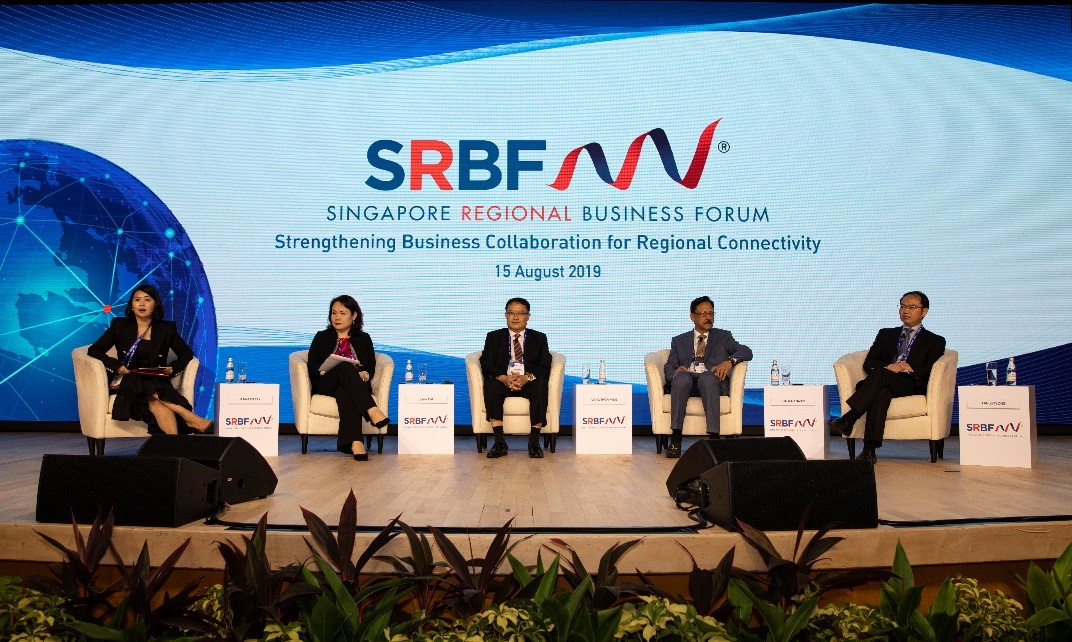 SRBF ®
SINGAPORE REGIONAL BUSINESS FORUM
Strengthening Business Collaboration for Regional Connectivity
15 August 2019
SRBF
SRBF
SRBF
SRBF
SRBF